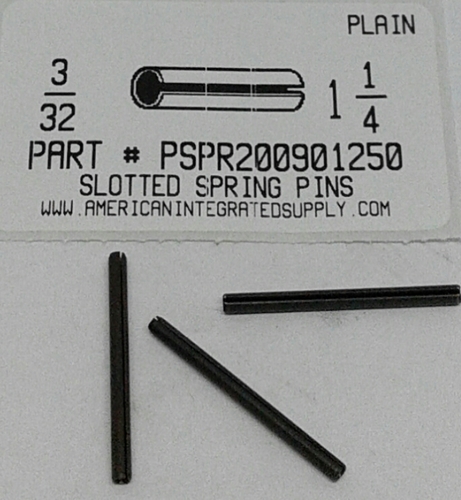 PLAIN
3/32
1 1/4
PART # PSPR200901250
SLOTTED SPRING PINS
WWW.AMERICANINTEGRATEDSUPPLY.COM